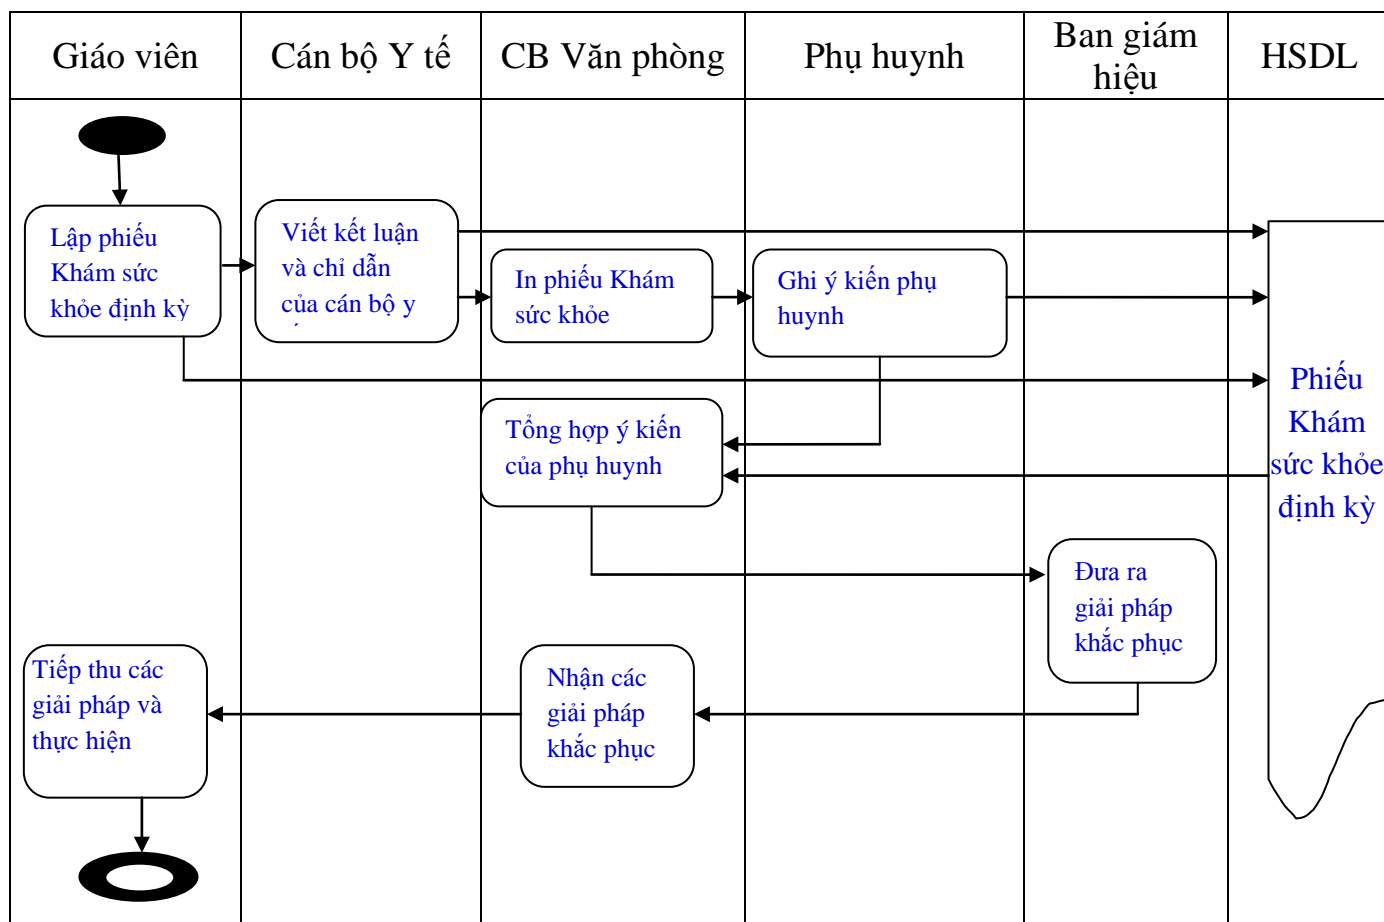 Giáo viên
Cán bộ Y tế
CB Văn phòng
Phụ huynh
Ban giám
hiệu
HSDL
Lập phiếu
Khám sức
khỏe định kỳ
Viết kết luận
và chỉ dẫn
của cán bộ y
In phiếu Khám
sức khỏe
Ghi ý kiến phụ
huynh
Phiếu
Khám
sức khỏe
định kỳ
Tổng hợp ý kiến
của phụ huynh
Đưa ra
giải pháp
khắc phục
Nhận các
giải pháp
khắc phục
Tiếp thu các
giải pháp và
thực hiện